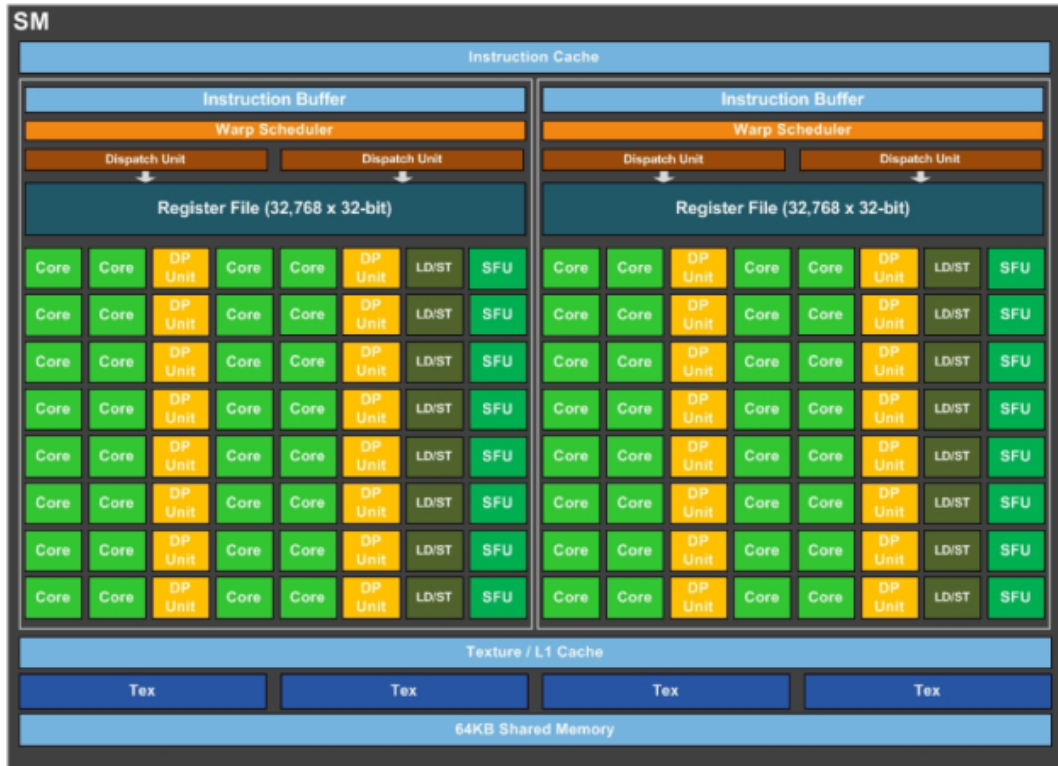 SM
Instruction Cache
Instruction Buffer Instruction Buffer
Warp Scheduler Warp Scheduler
Dispatch Unit Dispatch Unit Dispatch Unit Dispatch Unit
Register File (32,768 x 32-bit) Register File (32,768 x 32-bit)
Core Core DP Unit Core Core DP Unit LD/ST SFU Core Core DP Unit Core Core DP Unit LD/ST SFU
Core Core DP Unit Core Core DP Unit LD/ST SFU Core Core DP Unit Core Core DP Unit LD/ST SFU
Core Core DP Unit Core Core DP Unit LD/ST SFU Core Core DP Unit Core Core DP Unit LD/ST SFU
Core Core DP Unit Core Core DP Unit LD/ST SFU Core Core DP Unit Core Core DP Unit LD/ST SFU
Core Core DP Unit Core Core DP Unit LD/ST SFU Core Core DP Unit Core Core DP Unit LD/ST SFU
Core Core DP Unit Core Core DP Unit LD/ST SFU Core Core DP Unit Core Core DP Unit LD/ST SFU
Core Core DP Unit Core Core DP Unit LD/ST SFU Core Core DP Unit Core Core DP Unit LD/ST SFU
Core Core DP Unit Core Core DP Unit LD/ST SFU Core Core DP Unit Core Core DP Unit LD/ST SFU
Texture / L1 Cache
Tex Tex Tex Tex
64KB Shared Memory